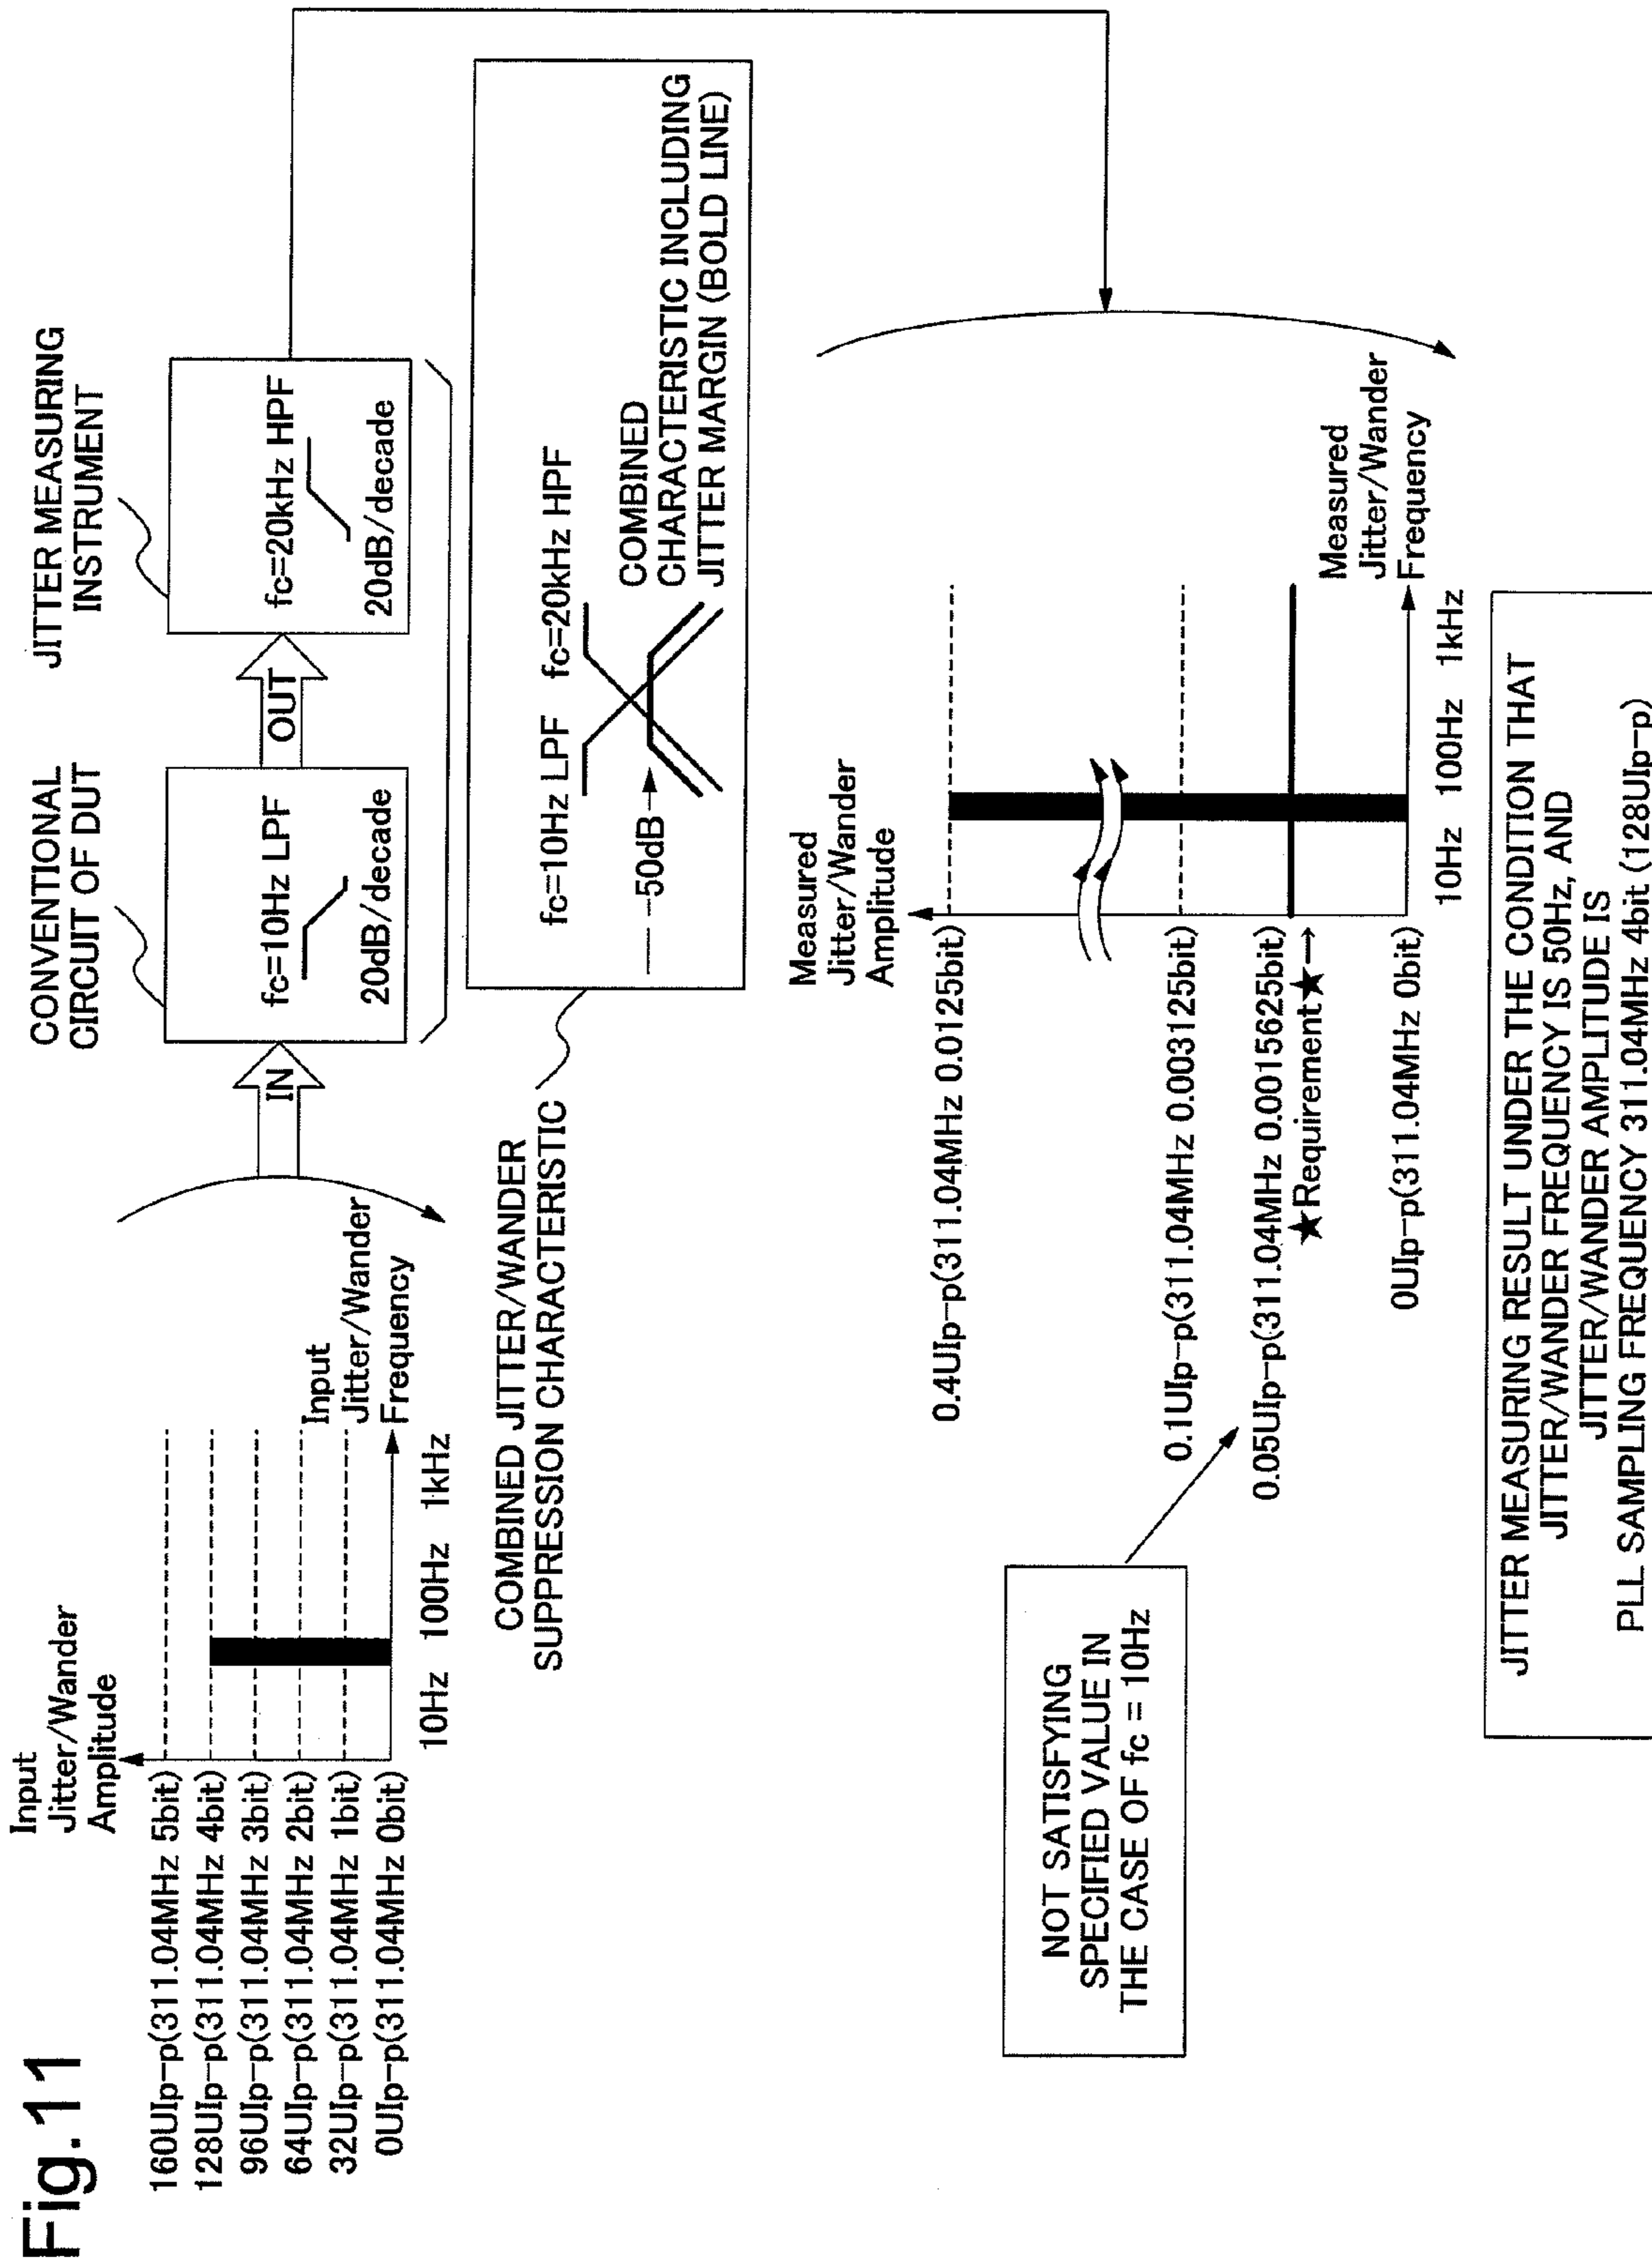 Fig.11
Input
Jitter/Wander
Amplitude
160UIp-p(311.04MHz 5bit)
128UIp-p(311.04MHz 4bit)
96UIp-p(311.04MHz 3bit)
64UIp-p(311.04MHz 2bit)
32UIp-p(311.04MHz 1bit)
0UIp-p(311.04MHz 0bit)
10Hz 100Hz 1kHz
Input
Jitter/Wander
Frequency
IN
CONVENTIONAL
CIRCUIT OF DUT
fc=10Hz LPF
20dB/decade
OUT
JITTER MEASURING
INSTRUMENT
fc=20kHz HPF
20dB/decade
COMBINED JITTER/WANDER
SUPPRESSION CHARACTERISTIC
fc=10Hz LPF fc=20kHz HPF
-50dB
COMBINED
CHARACTERISTIC INCLUDING
JITTER MARGIN (BOLD LINE)
NOT SATISFYING
SPECIFIED VALUE IN
THE CASE OF fc = 10Hz
Measured
Jitter/Wander
Amplitude
0.4UIp-p(311.04MHz 0.0125bit)
0.1UIp-p(311.04MHz 0.003125bit)
0.05UIp-p(311.04MHz 0.0015625bit)
★Requirement★→
0UIp-p(311.04MHz 0bit)
10Hz 100Hz 1kHz
Measured
Jitter/Wander
Frequency
JITTER MEASURING RESULT UNDER THE CONDITION THAT
JITTER/WANDER FREQUENCY IS 50Hz, AND
JITTER/WANDER AMPLITUDE IS
PLL SAMPLING FREQUENCY 311.04MHz 4bit (128UIp-p)